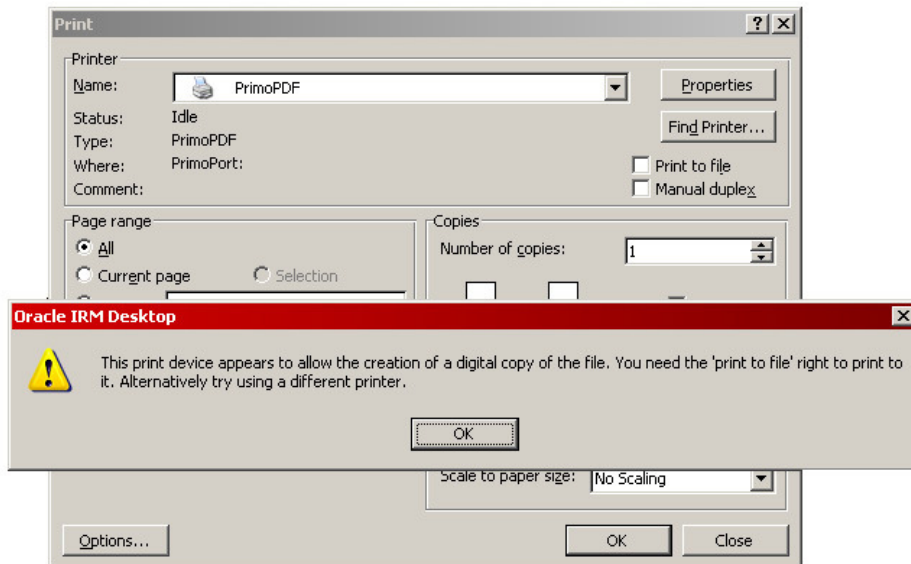 Print
Printer
Name:
PrimoPDF
Properties
Status:
Idle
Find Printer...
Type:
PrimoPDF
Where:
PrimoPort:
Print to file
Comment:
Manual duplex
Page range
Copies
All
Number of copies:
1
Current page
Selection
Oracle IRM Desktop
This print device appears to allow the creation of a digital copy of the file. You need the 'print to file' right to print to
it. Alternatively try using a different printer.
OK
Scale to paper size:
No Scaling
Options...
OK
Close